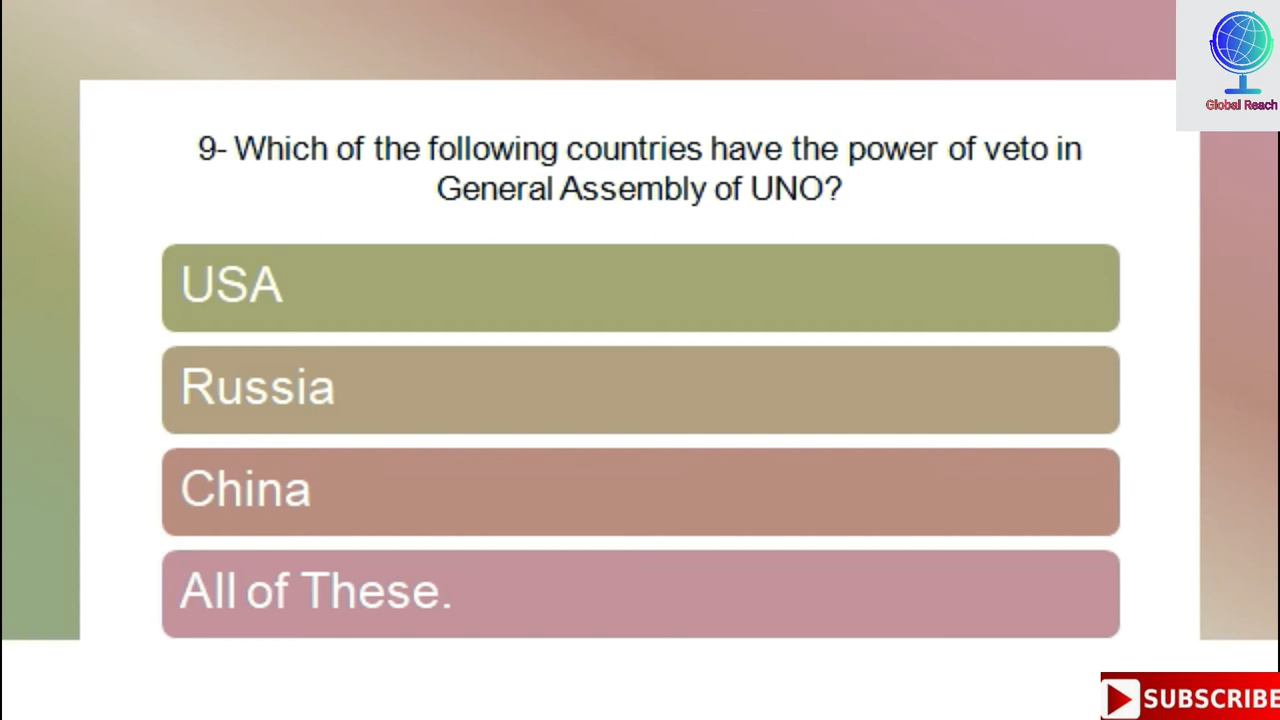 Global Reach
9- Which of the following countries have the power of veto in
General Assembly of UNO?
USA
Russia
China
All of These.
SUBSCRIBE